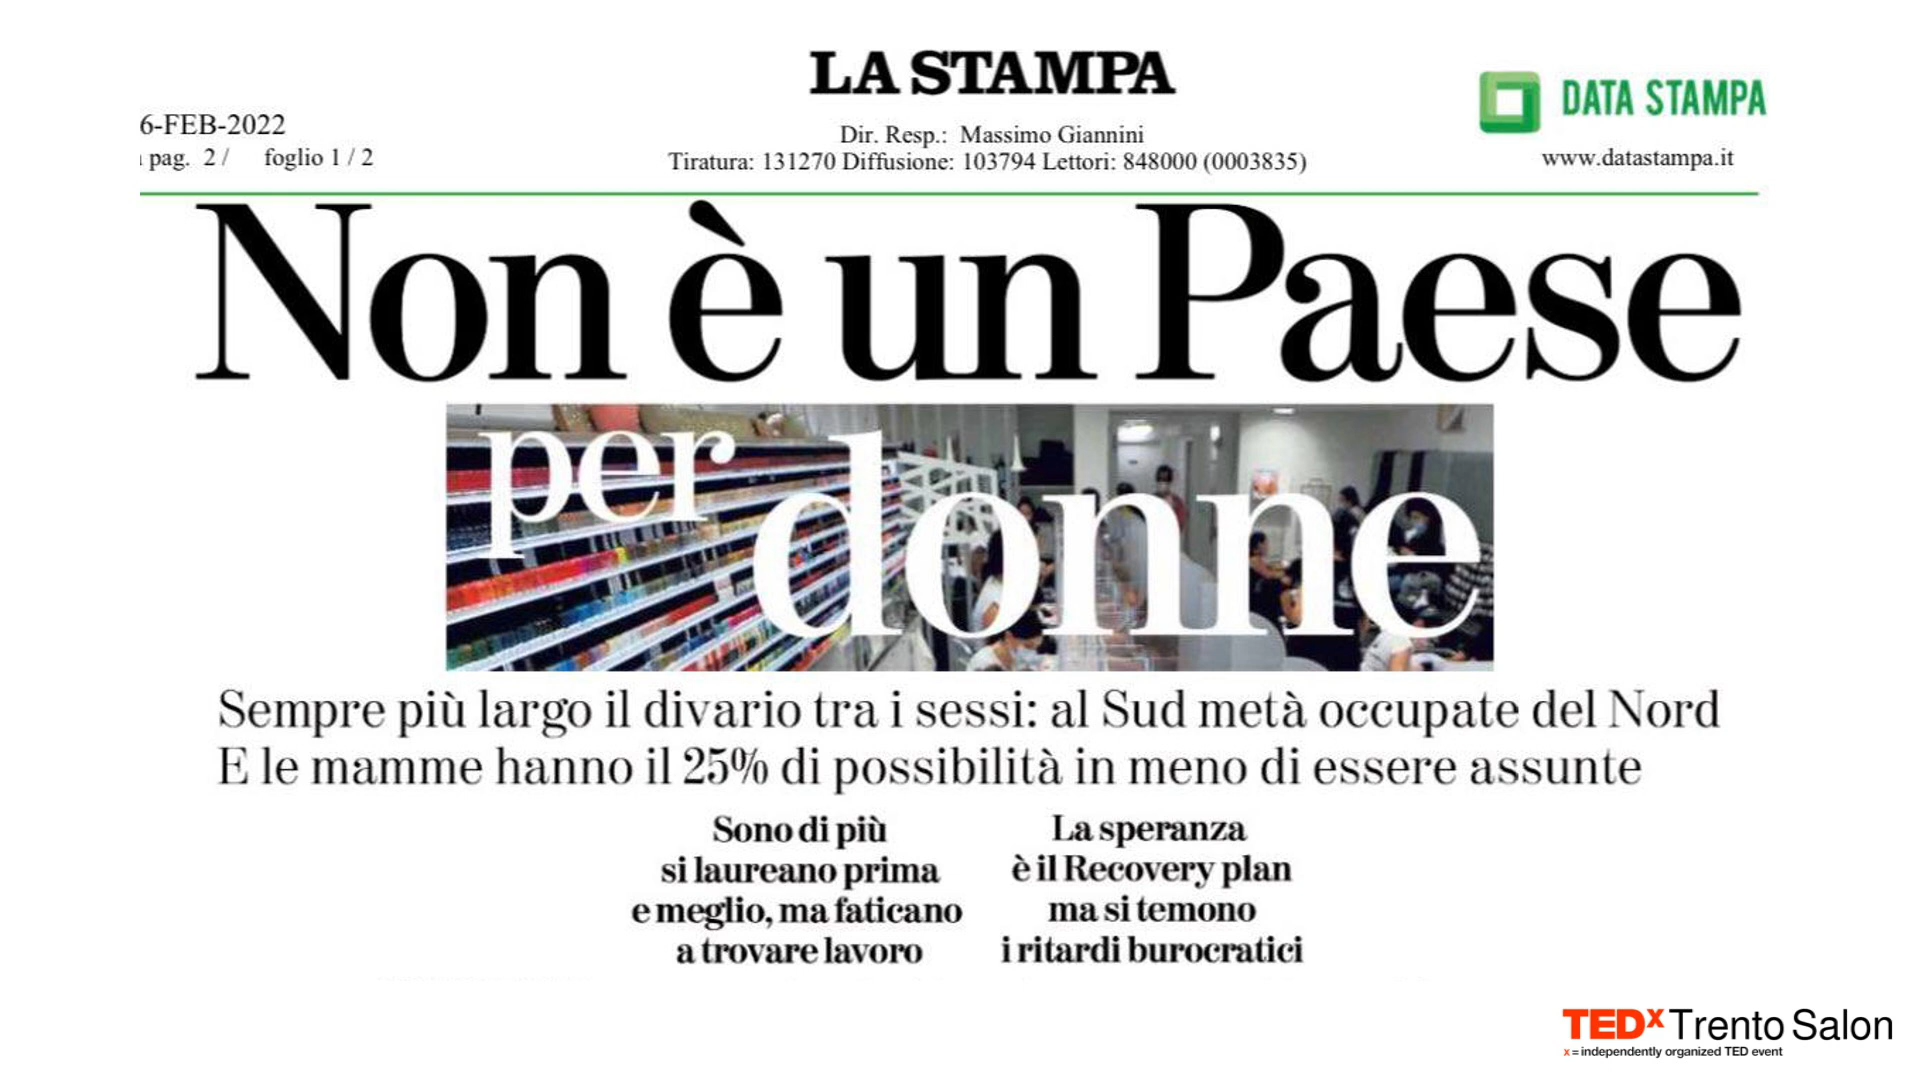 LA STAMPA
DATA STAMPA
www.datastampa.it
6-FEB-2022
pag. 2 / foglio 1 / 2
Dir. Resp.: Massimo Giannini
Tiratura: 131270 Diffusione: 103794 Lettori: 848000 (0003835)
Non è un Paese
per donne
Sempre più largo il divario tra i sessi: al Sud metà occupate del Nord
E le mamme hanno il 25% di possibilità in meno di essere assunte
Sono di più
si laureano prima
e meglio, ma faticano
a trovare lavoro
La speranza
è il Recovery plan
ma si temono
i ritardi burocratici
TEDx Trento Salon
x = independently organized TED event